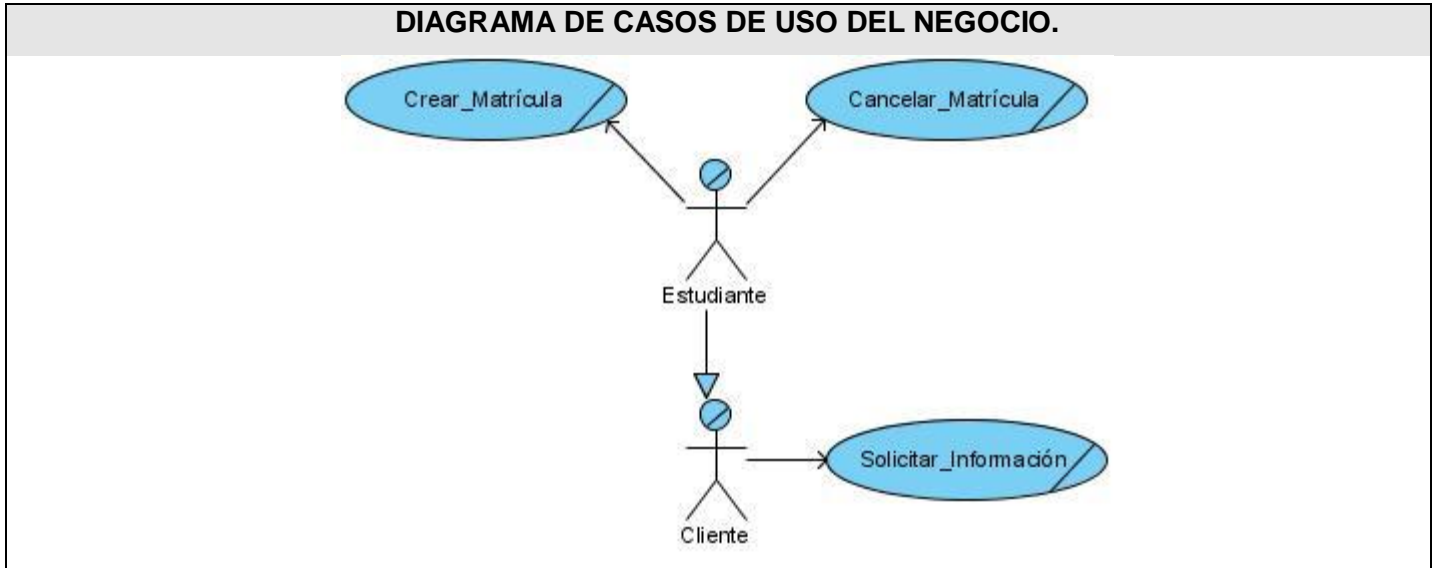 DIAGRAMA DE CASOS DE USO DEL NEGOCIO.
Crear_Matrícula
Cancelar_Matrícula
Estudiante
Solicitar_Información
Cliente